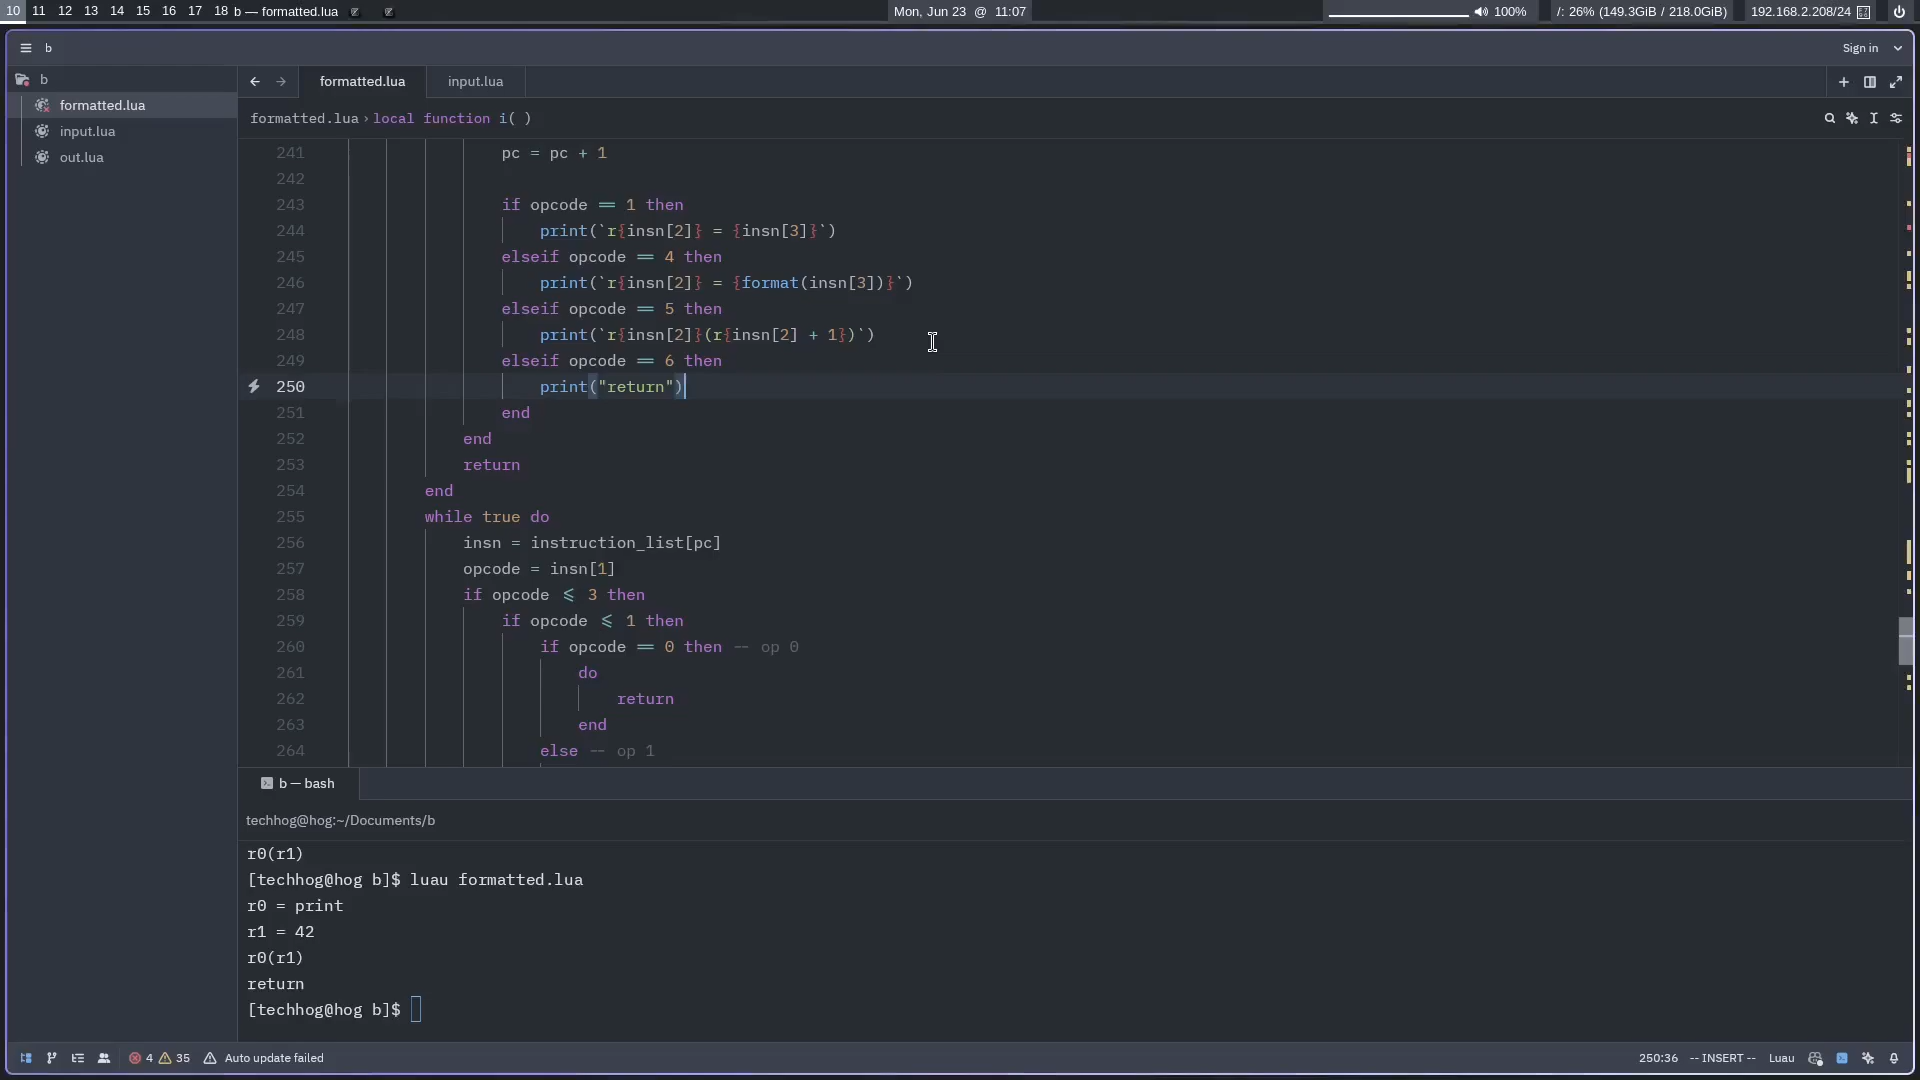 10 11 12 13 14 15 16 17 18 b — formatted.lua
Mon, Jun 23 @ 11:07
100%
/: 26% (149.3GiB / 218.0GiB)
192.168.2.208/24
b
Sign in
b
formatted.lua
input.lua
out.lua
formatted.lua
input.lua
formatted.lua › local function i( )
241 pc = pc + 1
242
243 if opcode == 1 then
244 print(`r{insn[2]} = {insn[3]}`)
245 elseif opcode == 4 then
246 print(`r{insn[2]} = {format(insn[3])}`)
247 elseif opcode == 5 then
248 print(`r{insn[2]}(r{insn[2] + 1})`)
249 elseif opcode == 6 then
250 print("return")
251 end
252 end
253 return
254 end
255 while true do
256 insn = instruction_list[pc]
257 opcode = insn[1]
258 if opcode <= 3 then
259 if opcode <= 1 then
260 if opcode == 0 then -- op 0
261 do
262 return
263 end
264 else -- op 1
b — bash
techhog@hog:~/Documents/b
r0(r1)
[techhog@hog b]$ luau formatted.lua
r0 = print
r1 = 42
r0(r1)
return
[techhog@hog b]$
4 35 Auto update failed
250:36 -- INSERT -- Luau